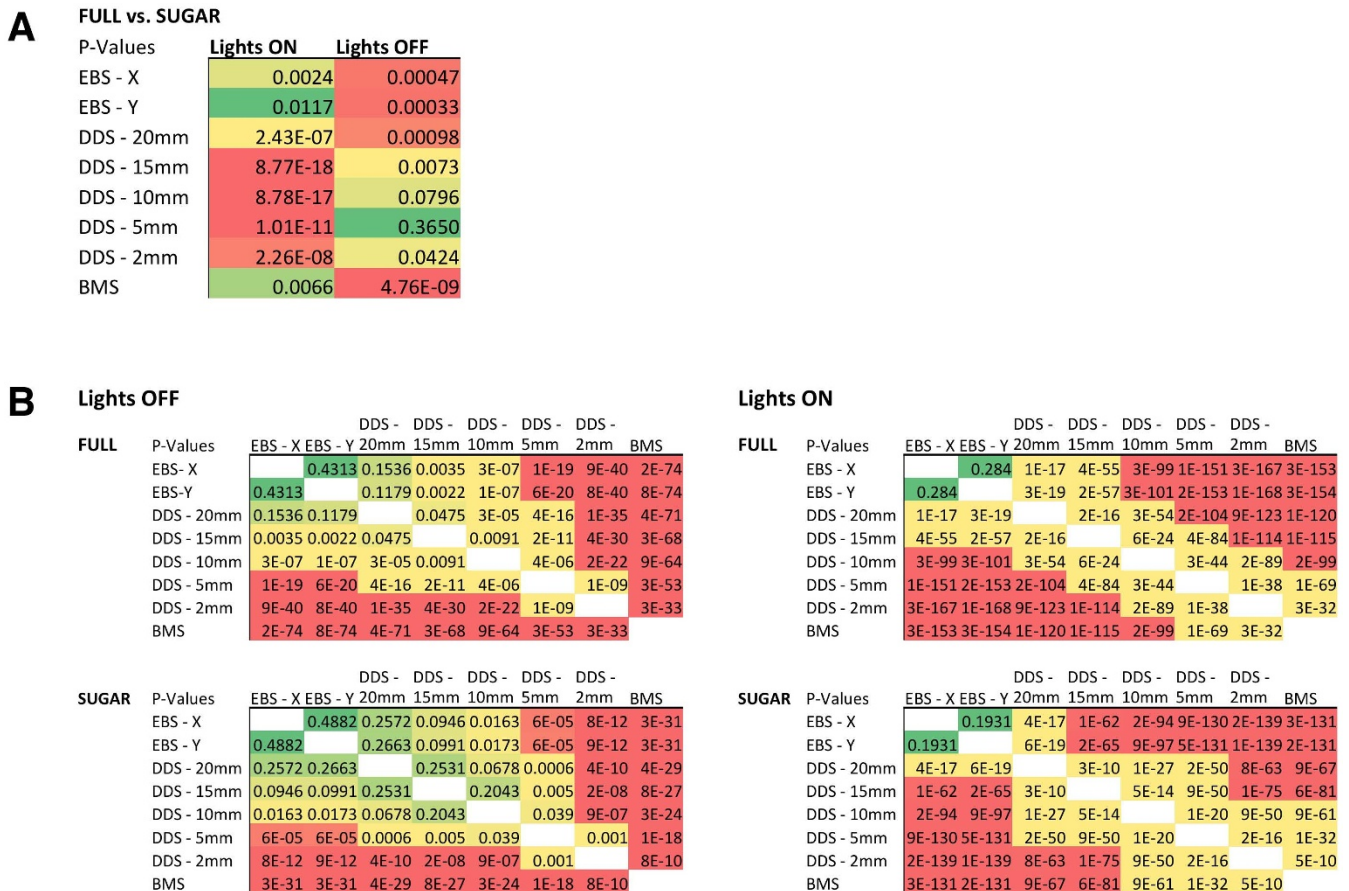 A
FULL vs. SUGAR
P-Values Lights ON Lights OFF
EBS - X 0.0024 0.00047
EBS - Y 0.0117 0.00033
DDS - 20mm 2.43E-07 0.00098
DDS - 15mm 8.77E-18 0.0073
DDS - 10mm 8.78E-17 0.0796
DDS - 5mm 1.01E-11 0.3650
DDS - 2mm 2.26E-08 0.0424
BMS 0.0066 4.76E-09
B
Lights OFF
DDS - DDS - DDS - DDS - DDS -
FULL P-Values EBS - X EBS - Y 20mm 15mm 10mm 5mm 2mm BMS
EBS- X 0.4313 0.1536 0.0035 3E-07 1E-19 9E-40 2E-74
EBS-Y 0.4313 0.1179 0.0022 1E-07 6E-20 8E-40 8E-74
DDS - 20mm 0.1536 0.1179 0.0475 3E-05 4E-16 1E-35 4E-71
DDS - 15mm 0.0035 0.0022 0.0475 0.0091 2E-11 4E-30 3E-68
DDS - 10mm 3E-07 1E-07 3E-05 0.0091 4E-06 2E-22 9E-64
DDS - 5mm 1E-19 6E-20 4E-16 2E-11 4E-06 1E-09 3E-53
DDS - 2mm 9E-40 8E-40 1E-35 4E-30 2E-22 1E-09 3E-33
BMS 2E-74 8E-74 4E-71 3E-68 9E-64 3E-53 3E-33
DDS - DDS - DDS - DDS - DDS -
SUGAR P-Values EBS - X EBS - Y 20mm 15mm 10mm 5mm 2mm BMS
EBS - X 0.4882 0.2572 0.0946 0.0163 6E-05 8E-12 3E-31
EBS - Y 0.4882 0.2663 0.0991 0.0173 6E-05 9E-12 3E-31
DDS - 20mm 0.2572 0.2663 0.2531 0.0678 0.0006 4E-10 4E-29
DDS - 15mm 0.0946 0.0991 0.2531 0.2043 0.005 2E-08 8E-27
DDS - 10mm 0.0163 0.0173 0.0678 0.2043 0.039 9E-07 3E-24
DDS - 5mm 6E-05 6E-05 0.0006 0.005 0.039 0.001 1E-18
DDS - 2mm 8E-12 9E-12 4E-10 2E-08 9E-07 0.001 8E-10
BMS 3E-31 3E-31 4E-29 8E-27 3E-24 1E-18 8E-10
Lights ON
DDS - DDS - DDS - DDS - DDS -
FULL P-Values EBS - X EBS - Y 20mm 15mm 10mm 5mm 2mm BMS
EBS - X 0.284 1E-17 4E-55 3E-99 1E-151 3E-167 3E-153
EBS - Y 0.284 3E-19 2E-57 3E-101 2E-153 1E-168 3E-154
DDS - 20mm 1E-17 3E-19 2E-16 3E-54 2E-104 9E-123 1E-120
DDS - 15mm 4E-55 2E-57 2E-16 6E-24 4E-84 1E-114 1E-115
DDS - 10mm 3E-99 3E-101 3E-54 6E-24 3E-44 2E-89 2E-99
DDS - 5mm 1E-151 2E-153 2E-104 4E-84 3E-44 1E-38 1E-69
DDS - 2mm 3E-167 1E-168 9E-123 1E-114 2E-89 1E-38 3E-32
BMS 3E-153 3E-154 1E-120 1E-115 2E-99 1E-69 3E-32
DDS - DDS - DDS - DDS - DDS -
SUGAR P-Values EBS - X EBS - Y 20mm 15mm 10mm 5mm 2mm BMS
EBS - X 0.1931 4E-17 1E-62 2E-94 9E-130 2E-139 3E-131
EBS - Y 0.1931 6E-19 2E-65 9E-97 5E-131 1E-139 2E-131
DDS - 20mm 4E-17 6E-19 3E-10 1E-27 2E-50 8E-63 9E-67
DDS - 15mm 1E-62 2E-65 3E-10 5E-14 9E-50 1E-75 6E-81
DDS - 10mm 2E-94 9E-97 1E-27 5E-14 1E-20 9E-50 9E-61
DDS - 5mm 9E-130 5E-131 2E-50 9E-50 1E-20 2E-16 1E-32
DDS - 2mm 2E-139 1E-139 8E-63 1E-75 9E-50 2E-16 5E-10
BMS 3E-131 2E-131 9E-67 6E-81 9E-61 1E-32 5E-10